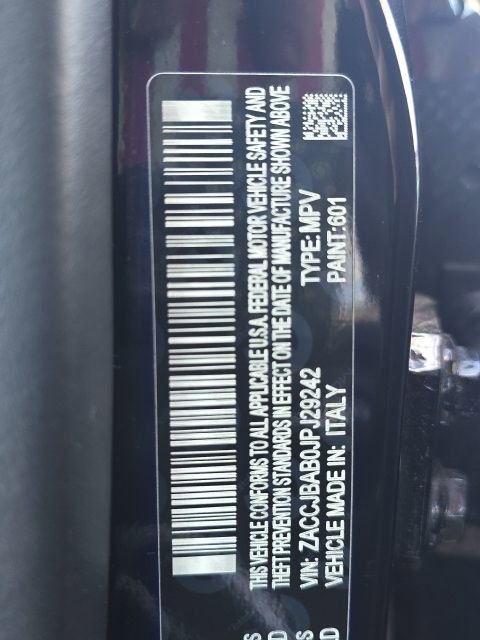 THIS VEHICLE CONFORMS TO ALL APPLICABLE U.S.A. FEDERAL MOTOR VEHICLE SAFETY AND
THEFT PREVENTION STANDARDS IN EFFECT ON THE DATE OF MANUFACTURE SHOWN ABOVE
VIN: ZACCJBAB0JPJ29242 TYPE: MPV
VEHICLE MADE IN: ITALY PAINT: 601